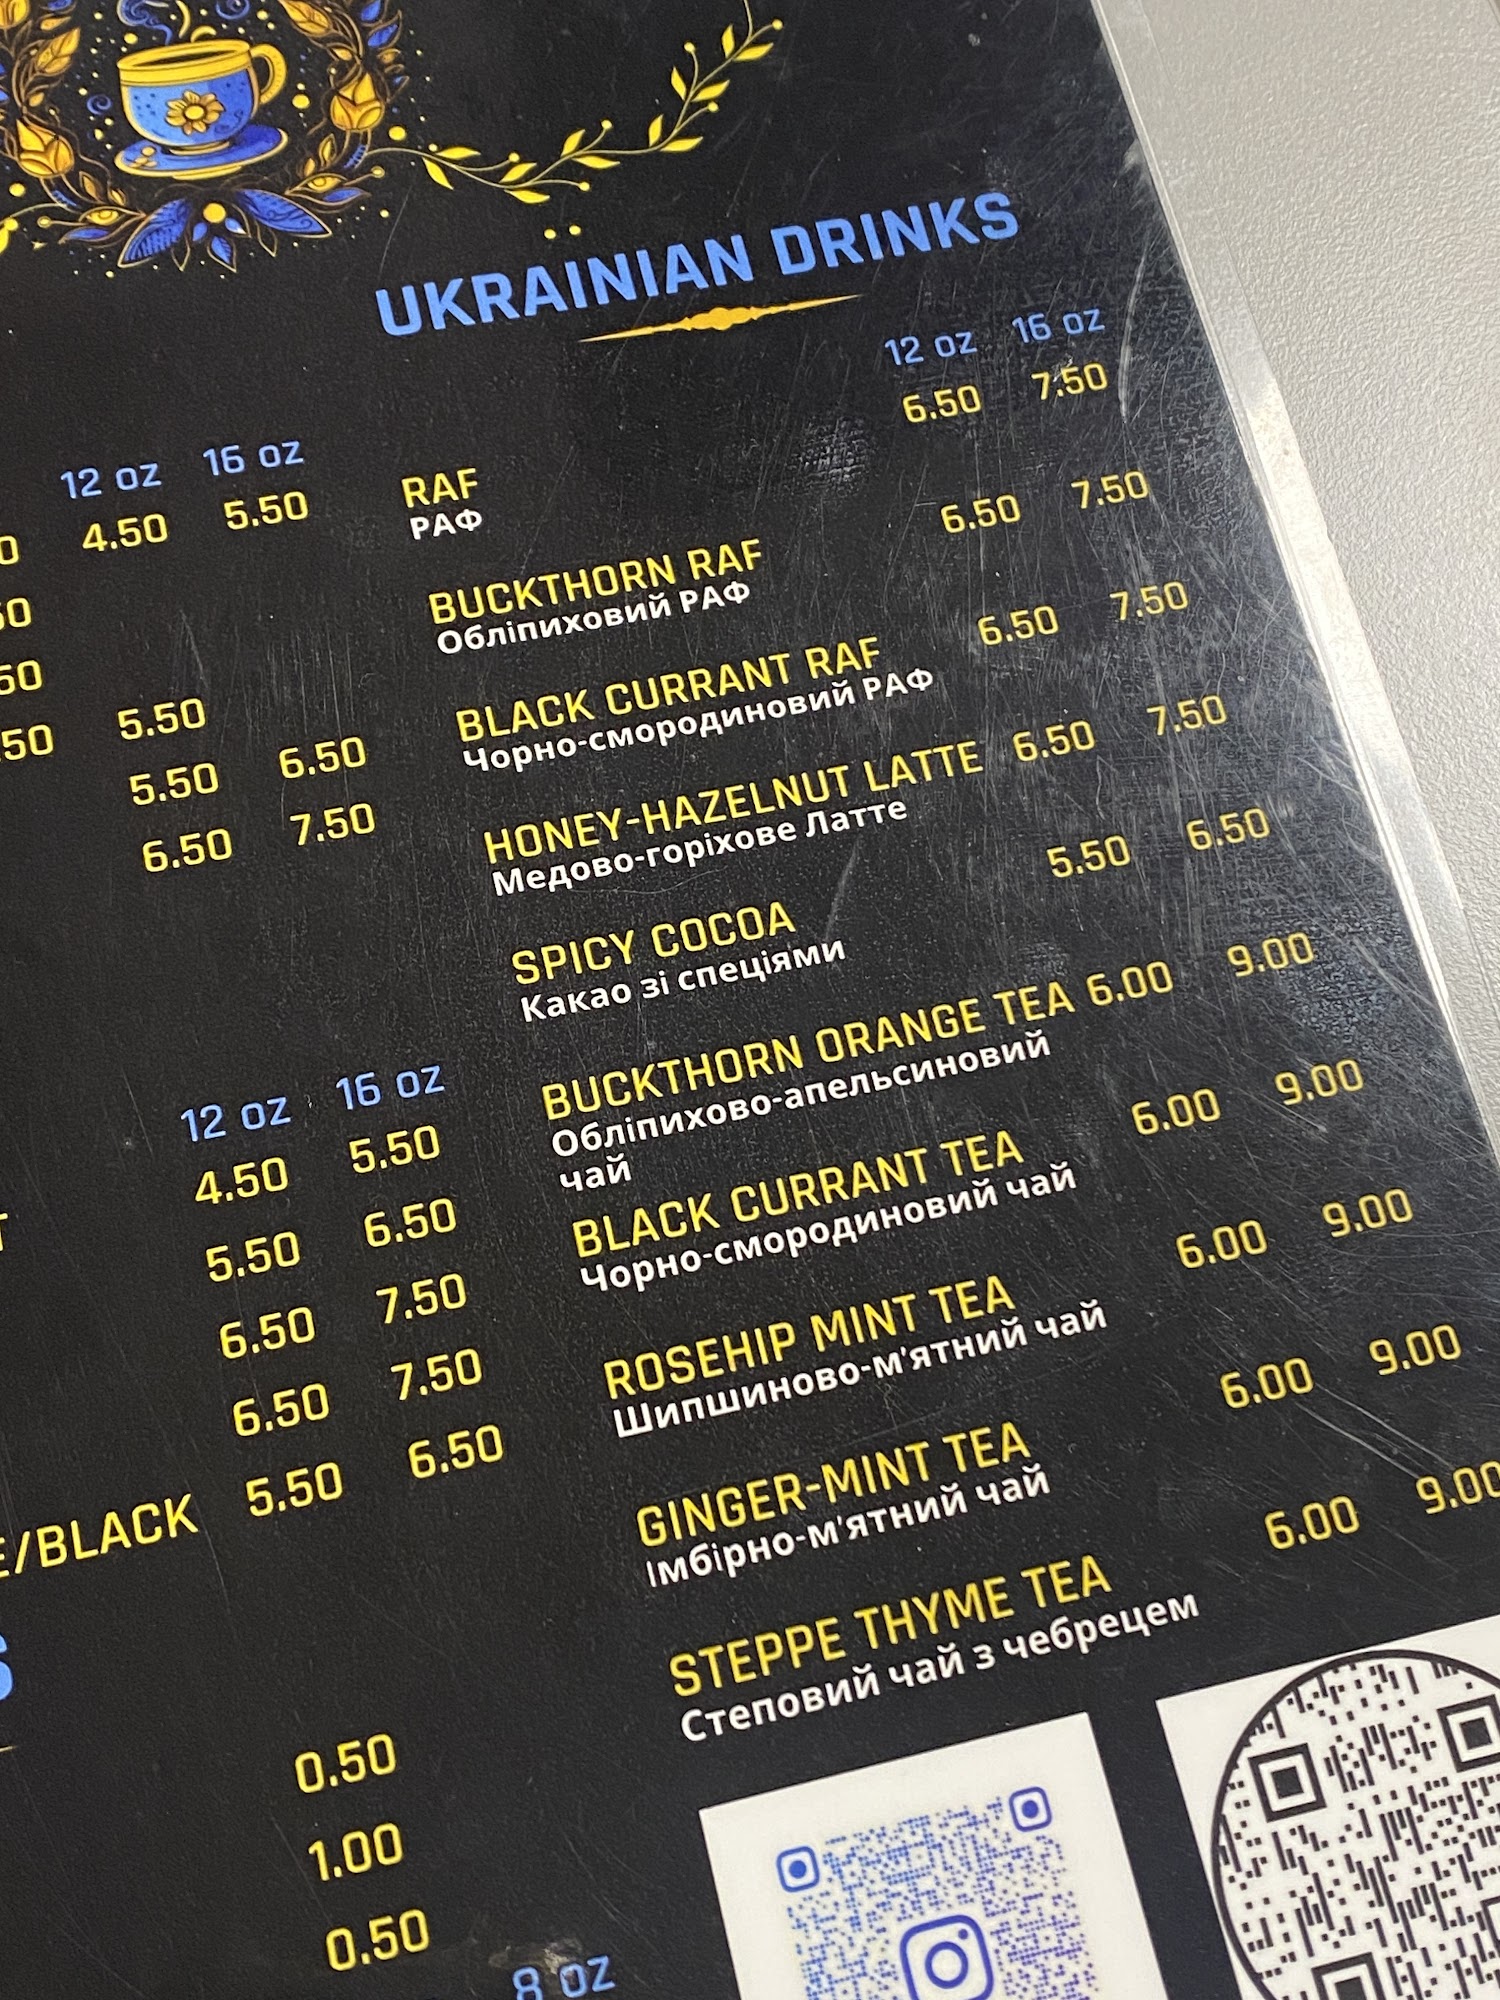 UKRAINIAN DRINKS
12 oz 16 oz
RAF 6.50 7.50
РАФ
BUCKTHORN RAF 6.50 7.50
Обліпиховий РАФ
BLACK CURRANT RAF 6.50 7.50
Чорно-смородиновий РАФ
HONEY-HAZELNUT LATTE 6.50 7.50
Медово-горіхове Латте
SPICY COCOA 5.50 6.50
Какао зі спеціями
BUCKTHORN ORANGE TEA 6.00 9.00
Обліпихово-апельсиновий
чай
BLACK CURRANT TEA 6.00 9.00
Чорно-смородиновий чай
ROSEHIP MINT TEA 6.00 9.00
Шипшиново-м'ятний чай
GINGER-MINT TEA 6.00 9.00
Імбірно-м'ятний чай
STEPPE THYME TEA 6.00 9.00
Степовий чай з чебрецем
12 oz 16 oz
4.50 5.50
5.50
5.50 6.50
6.50 7.50
12 oz 16 oz
4.50 5.50
5.50 6.50
6.50 7.50
6.50 7.50
/BLACK 5.50 6.50
0.50
1.00
0.50
8 oz